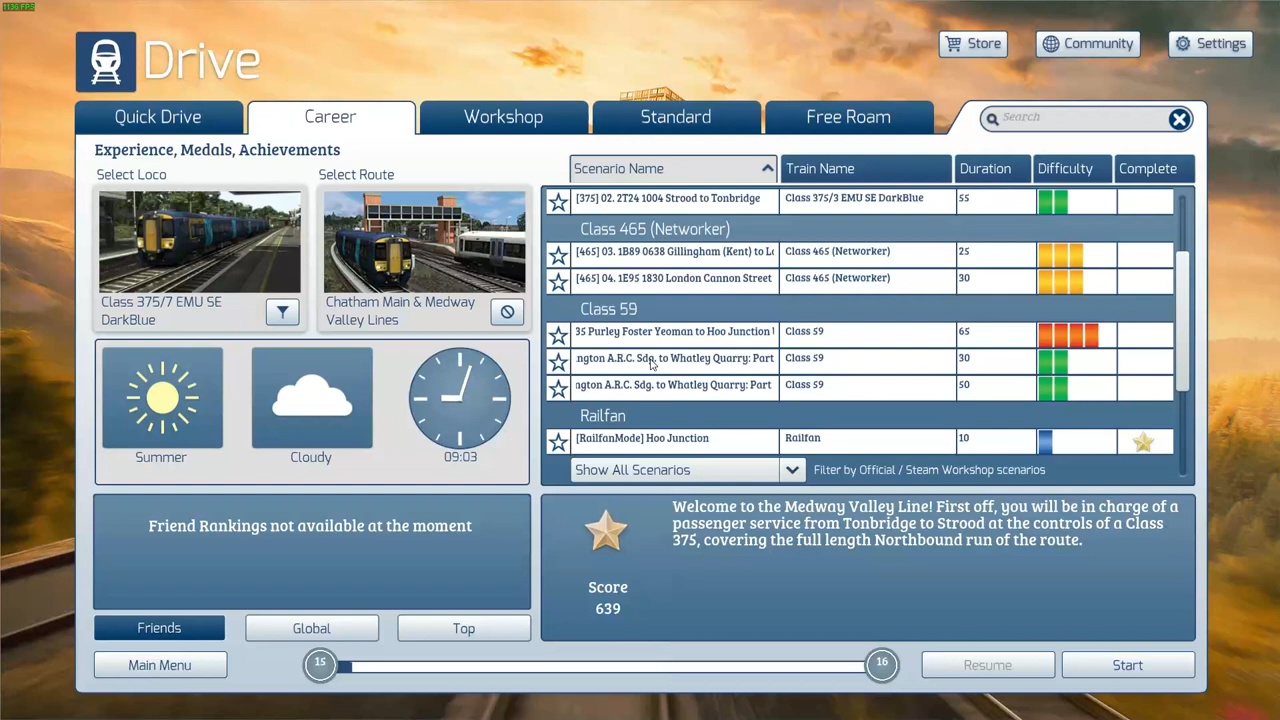 1136 FPS
Drive
Store
Community
Settings
Quick Drive
Career
Workshop
Standard
Free Roam
Search
Experience, Medals, Achievements
Select Loco
Select Route
Class 375/7 EMU SE
DarkBlue
Chatham Main & Medway
Valley Lines
Summer
Cloudy
09:03
Scenario Name
Train Name
Duration
Difficulty
Complete
[375] 02. 2T24 1004 Strood to Tonbridge Class 375/3 EMU SE DarkBlue 55
Class 465 (Networker)
[465] 03. 1B89 0638 Gillingham (Kent) to Lo Class 465 (Networker) 25
[465] 04. 1E95 1830 London Cannon Street Class 465 (Networker) 30
Class 59
35 Purley Foster Yeoman to Hoo Junction Class 59 65
ngton A.R.C. Sdg. to Whatley Quarry: Part Class 59 30
ngton A.R.C. Sdg. to Whatley Quarry: Part Class 59 50
Railfan
[RailfanMode] Hoo Junction Railfan 10
Show All Scenarios
Filter by Official / Steam Workshop scenarios
Friend Rankings not available at the moment
Score
639
Welcome to the Medway Valley Line! First off, you will be in charge of a
passenger service from Tonbridge to Strood at the controls of a Class
375, covering the full length Northbound run of the route.
Friends
Global
Top
Main Menu
15
16
Resume
Start